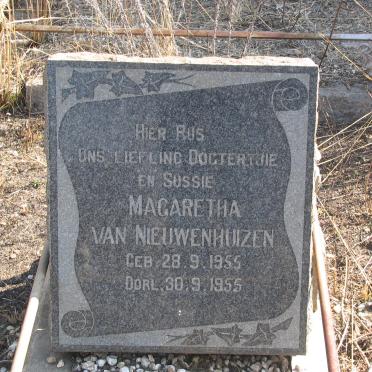 HIER RUS
ONS LIEFLING DOGTERTJIE
EN SUSSIE
MAGARETHA
VAN NIEUWENHUIZEN
GEB. 28.9.1955
OORL. 30.9.1955